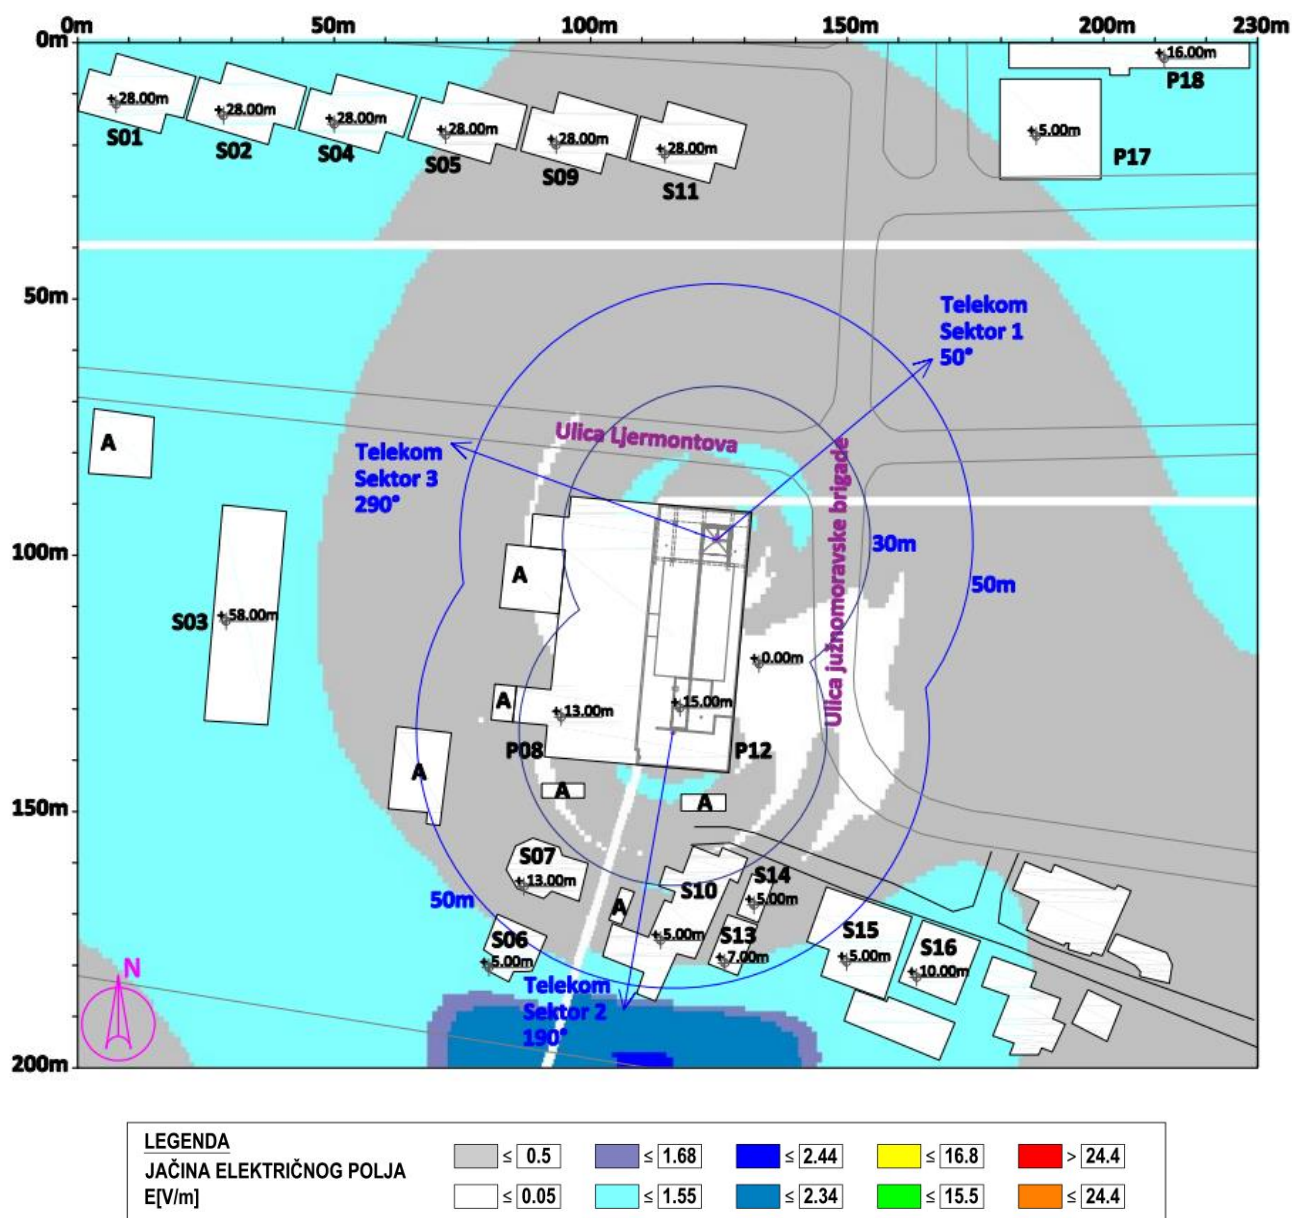 0m 50m 100m 150m 200m 230m
0m
50m
100m
150m
200m
+28.00m
S01
+28.00m
S02
+28.00m
S04
+28.00m
S05
+28.00m
S09
+28.00m
S11
+16.00m
P18
+5.00m
P17
Telekom
Sektor 1
50°
Ulica Ljermontova
Telekom
Sektor 3
290°
Ulica južnomoravske brigade
30m
50m
A
A
S03
+58.00m
+0.00m
A
+13.00m
+15.00m
P08
P12
A
A
A
S07
+13.00m
S10
+5.00m
S14
+5.00m
50m
A
S06
+5.00m
S13
+7.00m
S15
+5.00m
S16
+10.00m
Telekom
Sektor 2
190°
N
LEGENDA
JAČINA ELEKTRIČNOG POLJA
E[V/m]
≤ 0.5 ≤ 1.68 ≤ 2.44 ≤ 16.8 > 24.4
≤ 0.05 ≤ 1.55 ≤ 2.34 ≤ 15.5 ≤ 24.4